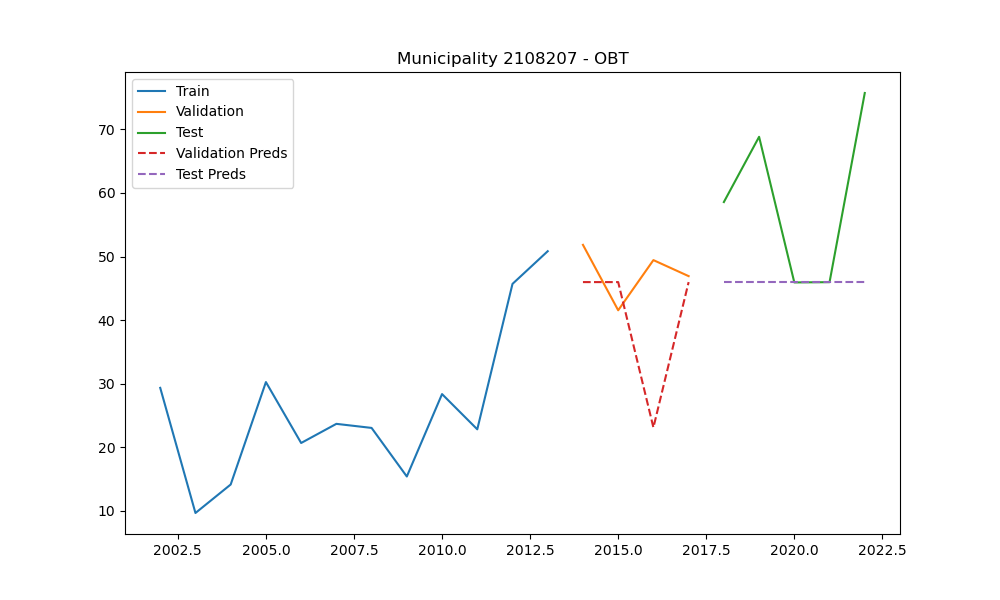 Municipality 2108207 - OBT
Train
Validation
Test
Validation Preds
Test Preds
70
60
50
40
30
20
10
2002.5 2005.0 2007.5 2010.0 2012.5 2015.0 2017.5 2020.0 2022.5